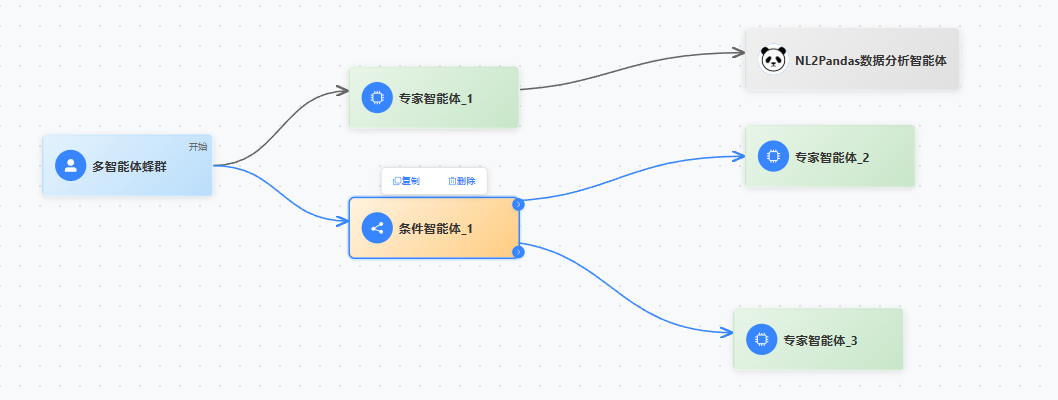 NL2Pandas数据分析智能体
专家智能体_1
开始
多智能体蜂群
专家智能体_2
复制
删除
条件智能体_1
专家智能体_3